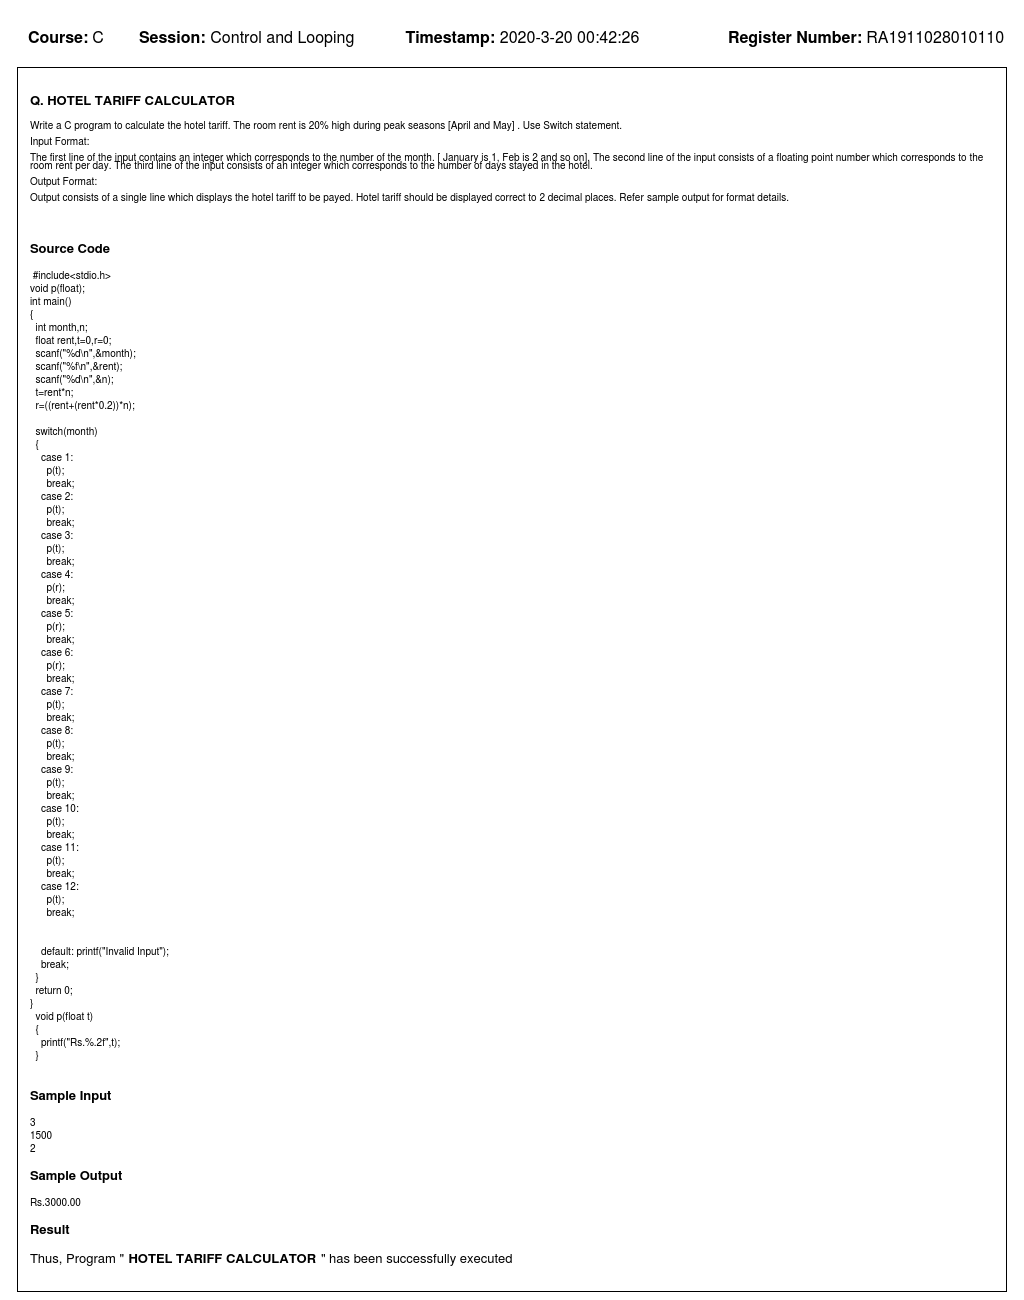 Course: C Session: Control and Looping Timestamp: 2020-3-20 00:42:26 Register Number: RA1911028010110
Q. HOTEL TARIFF CALCULATOR
Write a C program to calculate the hotel tariff. The room rent is 20% high during peak seasons [April and May] . Use Switch statement.
Input Format:
The first line of the input contains an integer which corresponds to the number of the month. [ January is 1, Feb is 2 and so on]. The second line of the input consists of a floating point number which corresponds to the
room rent per day. The third line of the input consists of an integer which corresponds to the number of days stayed in the hotel.
Output Format:
Output consists of a single line which displays the hotel tariff to be payed. Hotel tariff should be displayed correct to 2 decimal places. Refer sample output for format details.
Source Code
#include<stdio.h>
void p(float);
int main()
{
int month,n;
float rent,t=0,r=0;
scanf("%d\n",&month);
scanf("%f\n",&rent);
scanf("%d\n",&n);
t=rent*n;
r=((rent+(rent*0.2))*n);
switch(month)
{
case 1:
p(t);
break;
case 2:
p(t);
break;
case 3:
p(t);
break;
case 4:
p(r);
break;
case 5:
p(r);
break;
case 6:
p(r);
break;
case 7:
p(t);
break;
case 8:
p(t);
break;
case 9:
p(t);
break;
case 10:
p(t);
break;
case 11:
p(t);
break;
case 12:
p(t);
break;
default: printf("Invalid Input");
break;
}
return 0;
}
void p(float t)
{
printf("Rs.%.2f",t);
}
Sample Input
3
1500
2
Sample Output
Rs.3000.00
Result
Thus, Program " HOTEL TARIFF CALCULATOR " has been successfully executed